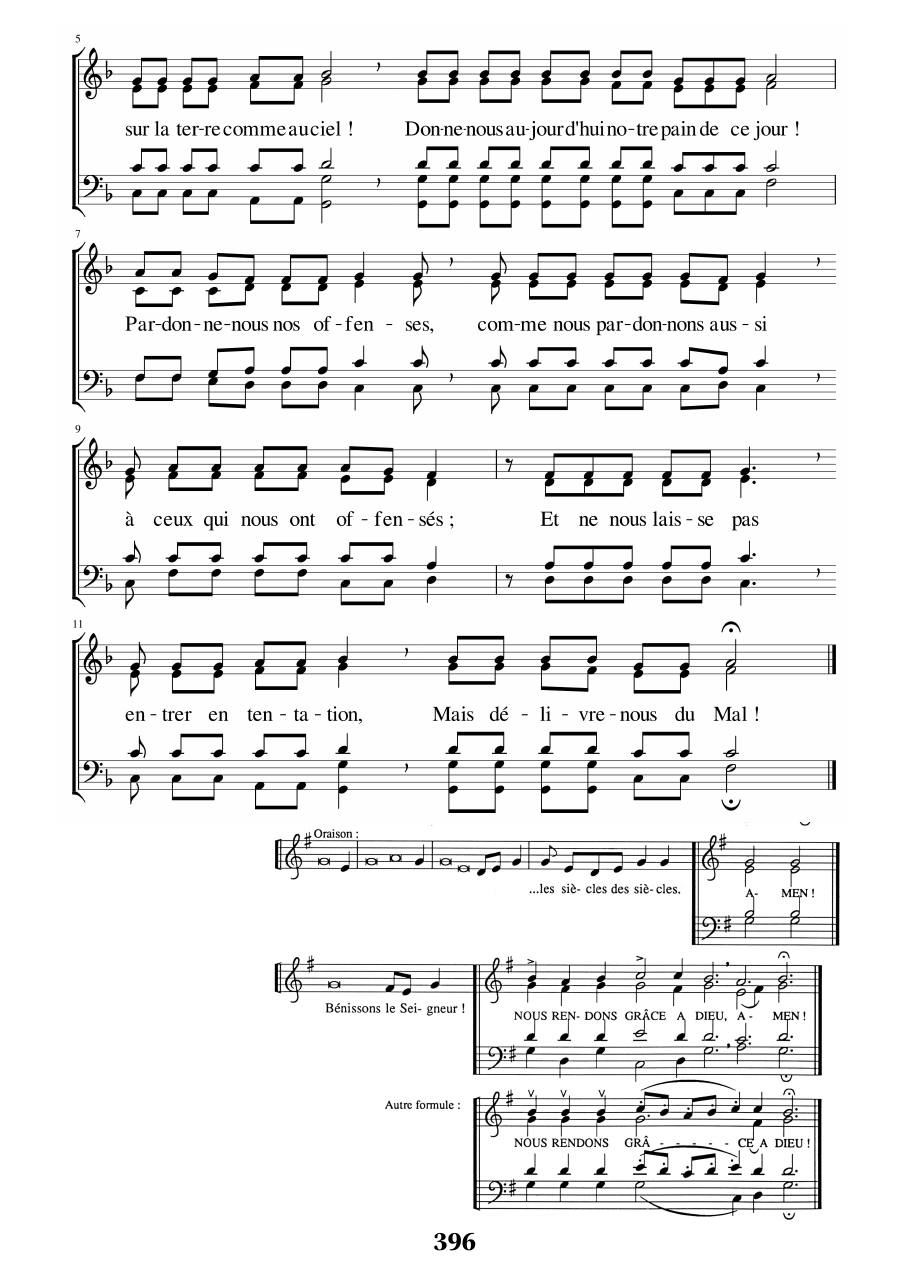 5
sur la ter-re comme au ciel ! Don-ne-nous au-jourd'hui no-tre pain de ce jour !
7
Par-don-ne-nous nos of-fen-ses, com-me nous par-don-nons aus-si
9
à ceux qui nous ont of-fen-sés ; Et ne nous lais-se pas
11
en-trer en ten-ta-tion, Mais dé-li-vre-nous du Mal !
Oraison :
...les siè- cles des siè- cles. A- MEN !
Bénissons le Sei- gneur ! NOUS REN- DONS GRÂCE A DIEU, A- MEN !
Autre formule :
NOUS RENDONS GRÂ - - - - - CE A DIEU !
396